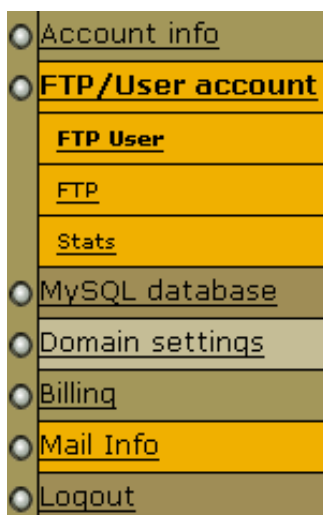 Account info
FTP/User account
FTP User
FTP
Stats
MySQL database
Domain settings
Billing
Mail Info
Logout